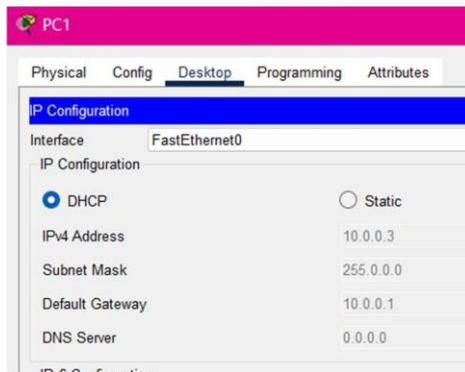 PC1
Physical Config Desktop Programming Attributes
IP Configuration
Interface FastEthernet0
IP Configuration
DHCP Static
IPv4 Address 10.0.0.3
Subnet Mask 255.0.0.0
Default Gateway 10.0.0.1
DNS Server 0.0.0.0